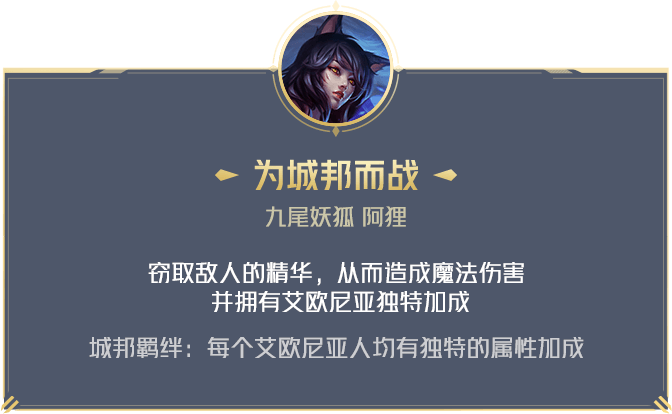 为城邦而战
九尾妖狐 阿狸
窃取敌人的精华，从而造成魔法伤害
并拥有艾欧尼亚独特加成
城邦羁绊：每个艾欧尼亚人均有独特的属性加成